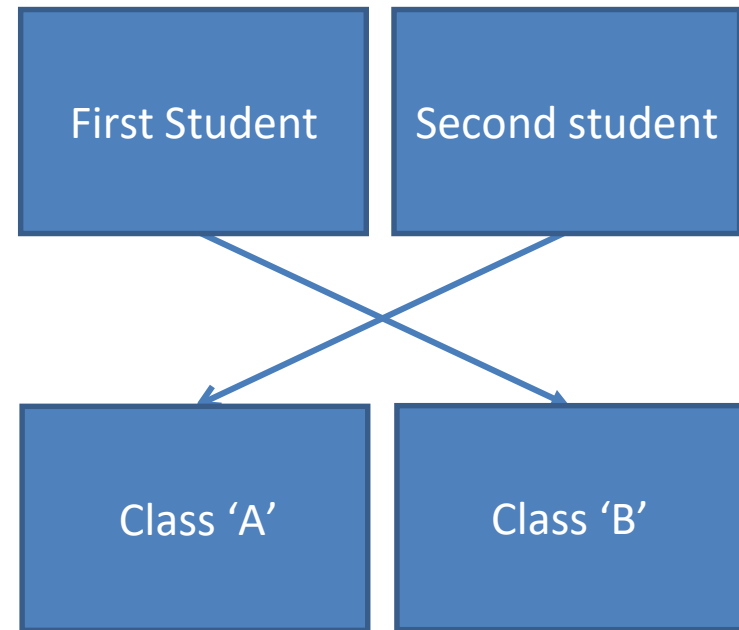 First Student
Second student
Class ‘A’
Class ‘B’